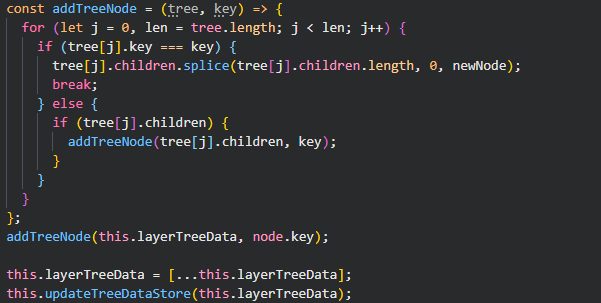 const addTreeNode = (tree, key) => {
  for (let j = 0, len = tree.length; j < len; j++) {
    if (tree[j].key === key) {
      tree[j].children.splice(tree[j].children.length, 0, newNode);
      break;
    } else {
      if (tree[j].children) {
        addTreeNode(tree[j].children, key);
      }
    }
  }
};
addTreeNode(this.layerTreeData, node.key);

this.layerTreeData = [...this.layerTreeData];
this.updateTreeDataStore(this.layerTreeData);